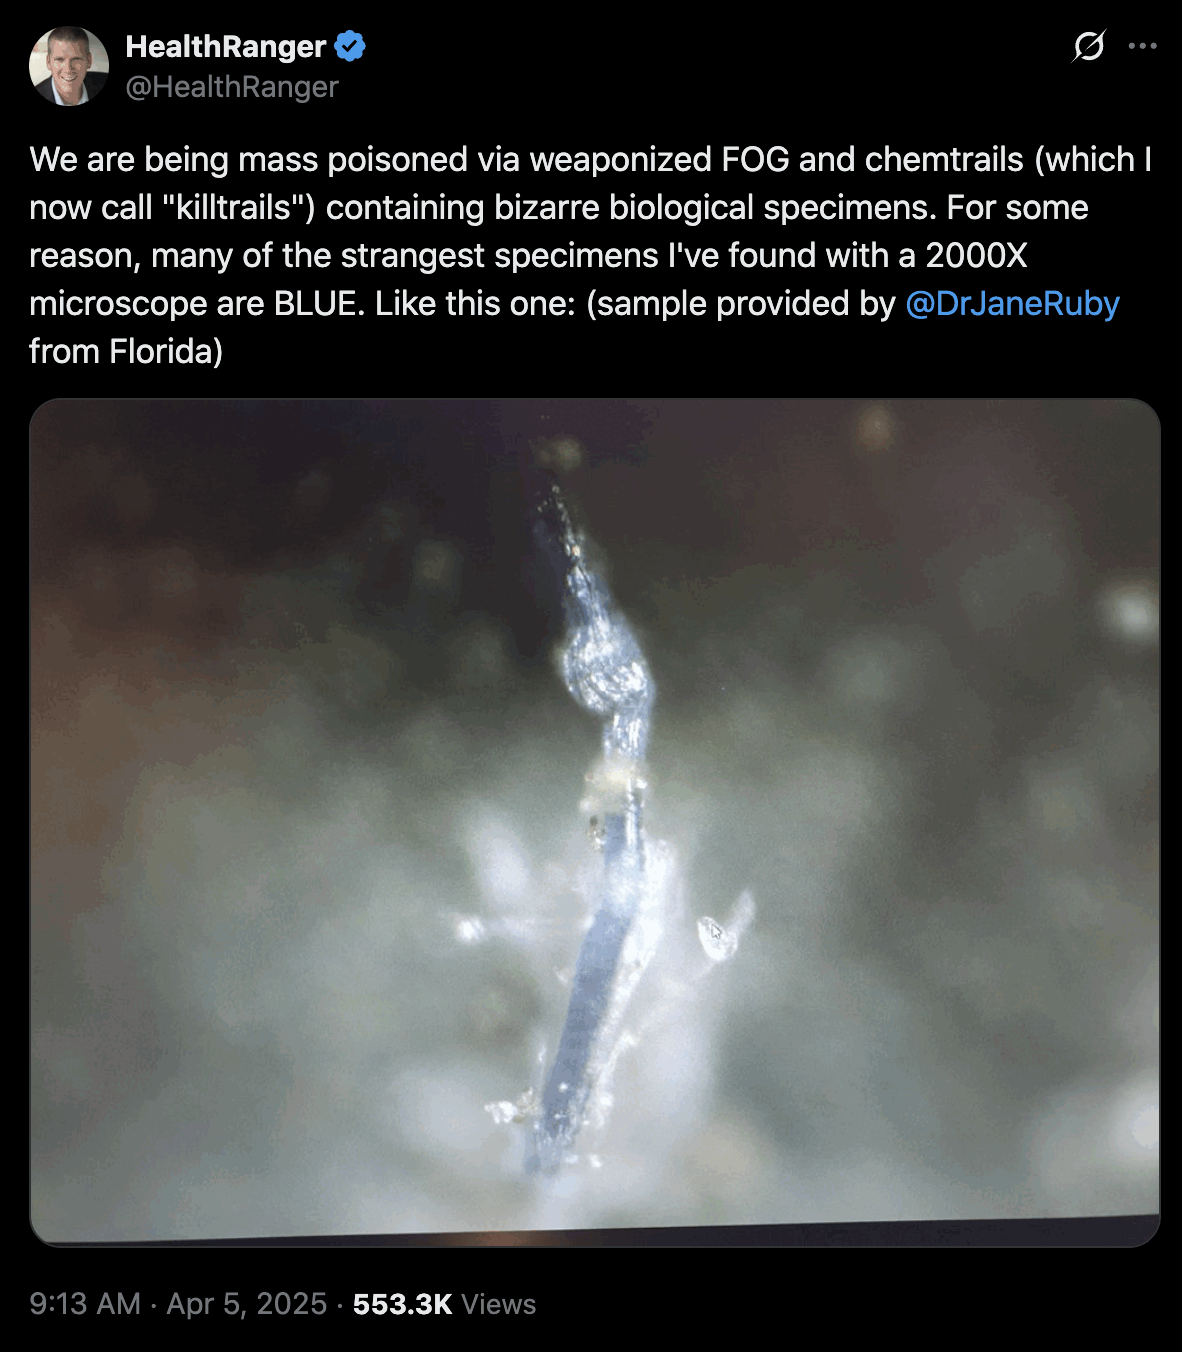 HealthRanger
@HealthRanger
We are being mass poisoned via weaponized FOG and chemtrails (which I
now call "killtrails") containing bizarre biological specimens. For some
reason, many of the strangest specimens I've found with a 2000X
microscope are BLUE. Like this one: (sample provided by @DrJaneRuby
from Florida)
9:13 AM · Apr 5, 2025 · 553.3K Views